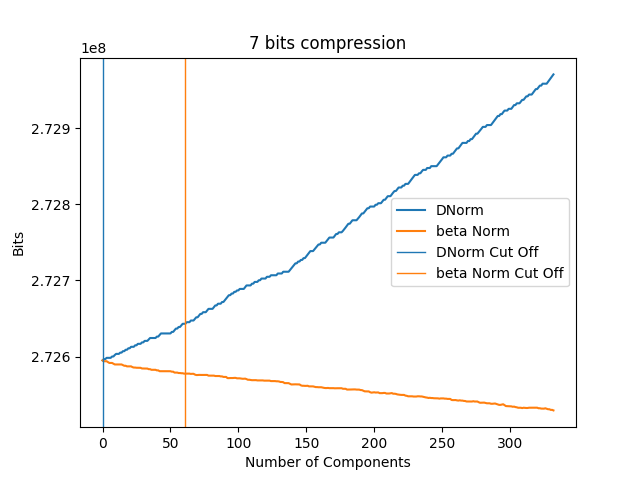 7 bits compression
1e8
2.729
2.728
2.727
2.726
Bits
DNorm
beta Norm
DNorm Cut Off
beta Norm Cut Off
0 50 100 150 200 250 300
Number of Components